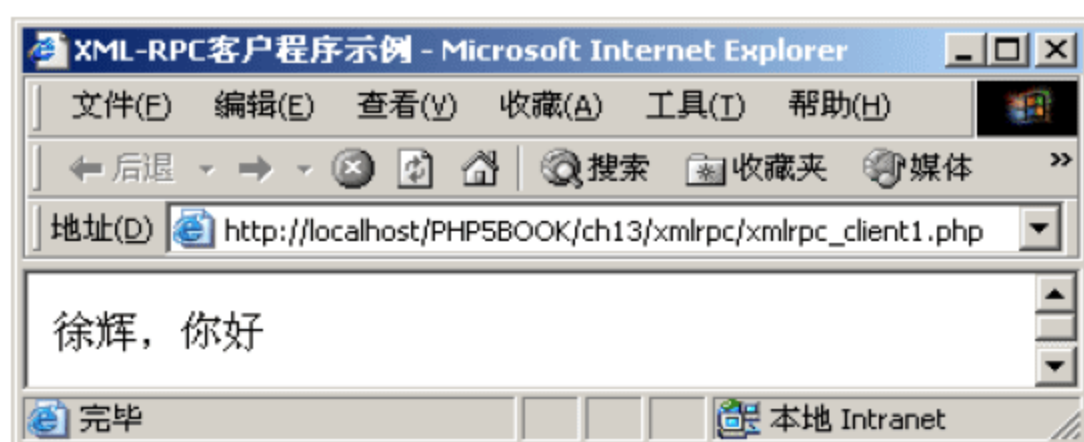 XML-RPC客户程序示例 - Microsoft Internet Explorer
文件(F) 编辑(E) 查看(V) 收藏(A) 工具(T) 帮助(H)
后退 搜索 收藏夹 媒体 »
地址(D) http://localhost/PHP5BOOK/ch13/xmlrpc/xmlrpc_client1.php
徐辉，你好
完毕 本地 Intranet